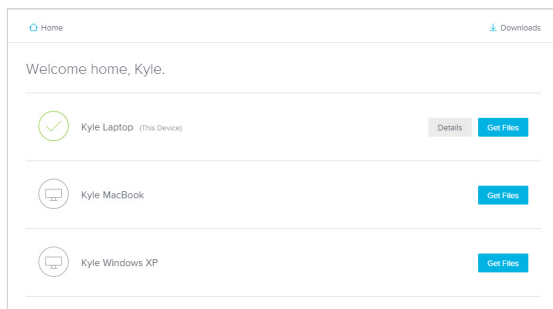 Home Downloads
Welcome home, Kyle.
Kyle Laptop (This Device) Details Get Files
Kyle MacBook Get Files
Kyle Windows XP Get Files